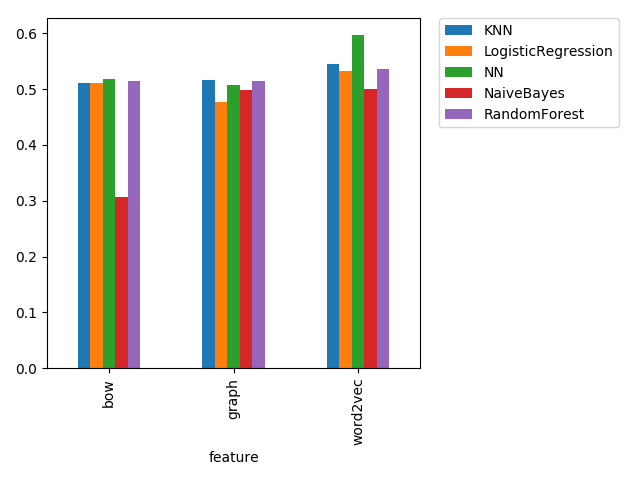 0.6
0.5
0.4
0.3
0.2
0.1
0.0
bow
graph
word2vec
feature
KNN
LogisticRegression
NN
NaiveBayes
RandomForest